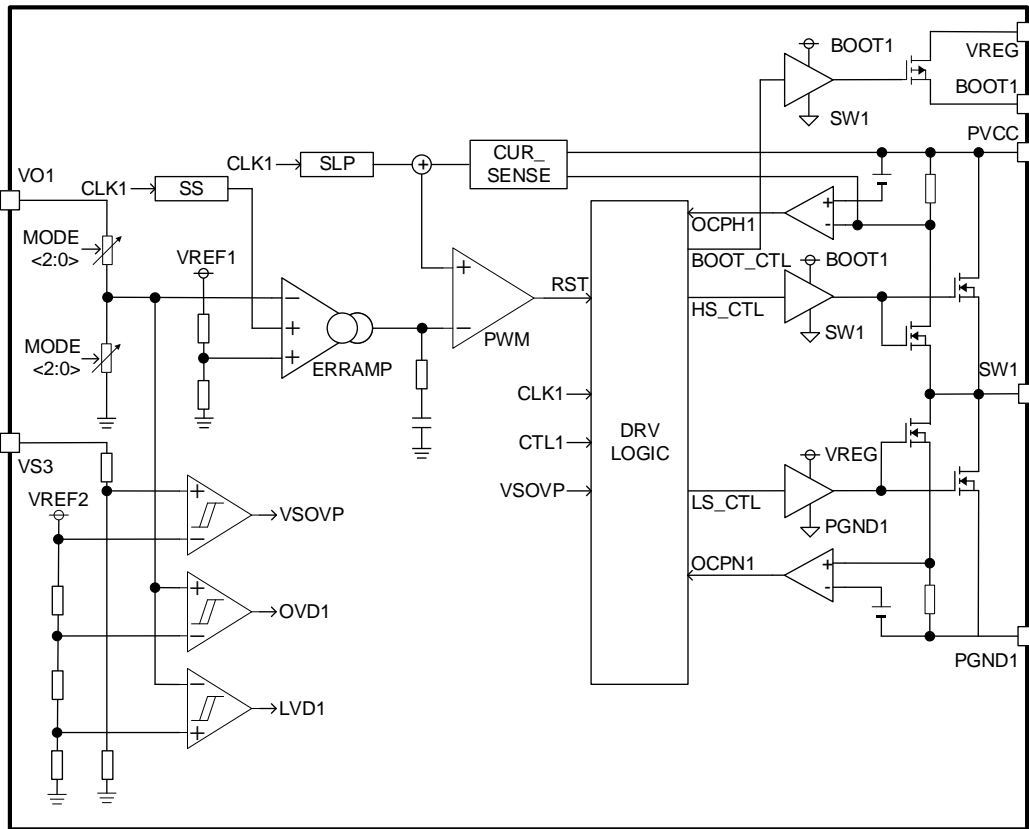 BOOT1
VREG
BOOT1
SW1
PVCC
CLK1
SLP
+
CUR_
SENSE
VO1
CLK1
SS
+
-
OCPH1
MODE
<2:0>
VREF1
BOOT_CTL
BOOT1
+
RST
HS_CTL
−
+
+
−
PWM
SW1
MODE
<2:0>
ERRAMP
SW1
CLK1
DRV
LOGIC
CTL1
VS3
VREG
VREF2
+
−
VSOVP
VSOVP
LS_CTL
PGND1
+
-
OCPN1
+
−
OVD1
PGND1
−
+
LVD1